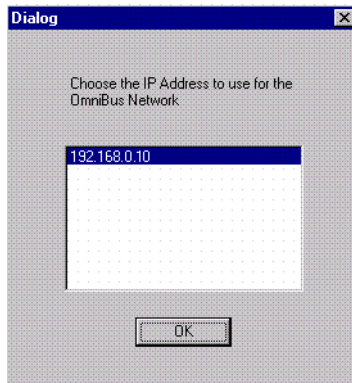 Dialog
Choose the IP Address to use for the
OmniBus Network
192.168.0.10
OK